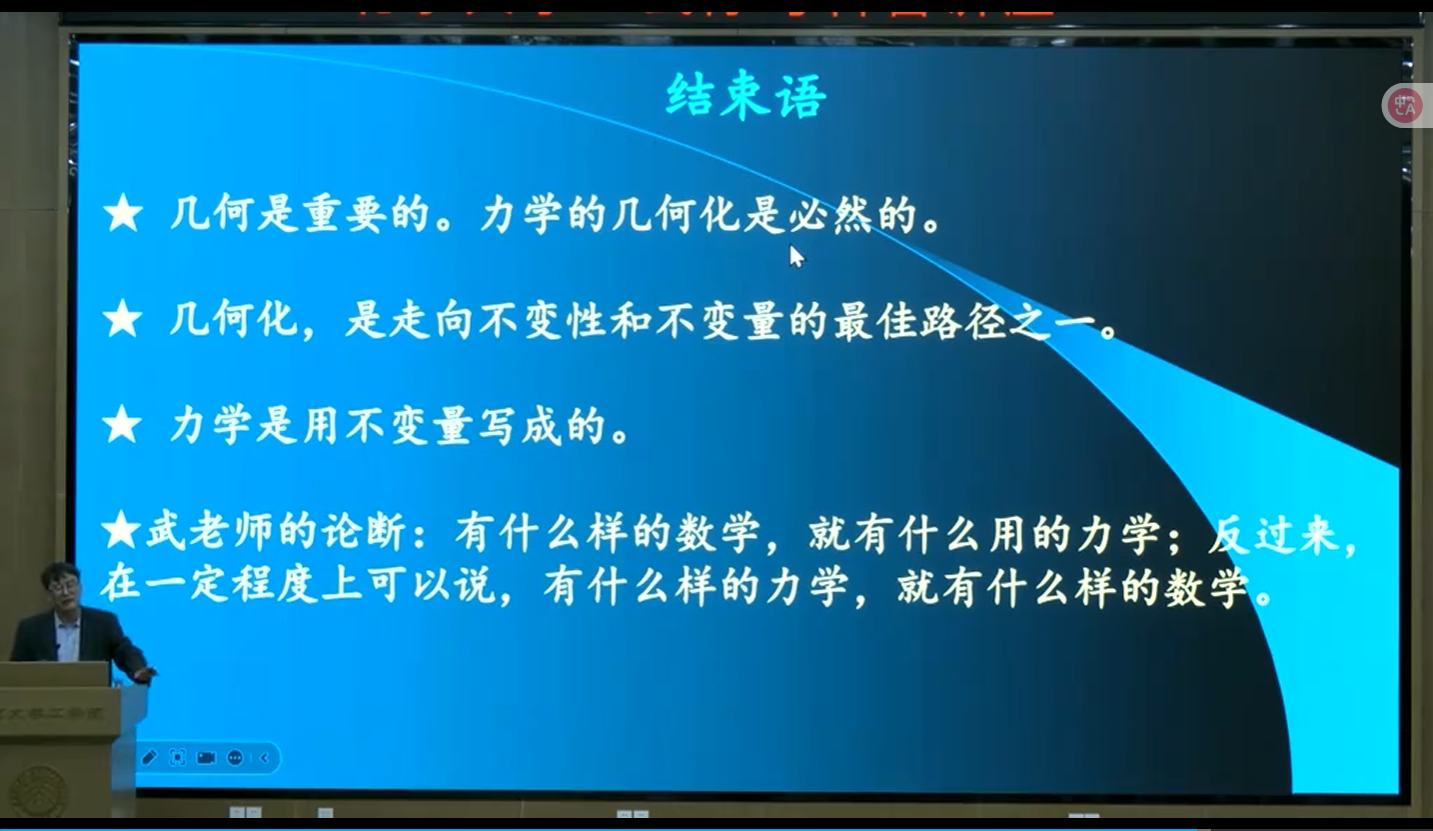 结束语
★ 几何是重要的。力学的几何化是必然的。
★ 几何化，是走向不变性和不变量的最佳路径之一。
★ 力学是用不变量写成的。
★武老师的论断：有什么样的数学，就有什么用的力学；反过来，
在一定程度上可以说，有什么样的力学，就有什么样的数学。